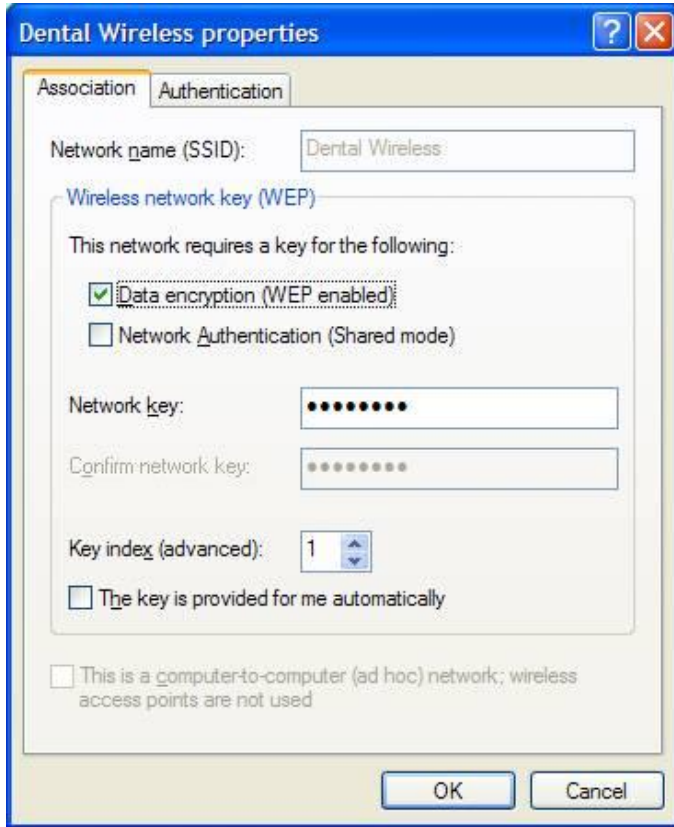 Dental Wireless properties
Association Authentication
Network name (SSID): Dental Wireless
Wireless network key (WEP)
This network requires a key for the following:
Data encryption (WEP enabled)
Network Authentication (Shared mode)
Network key: ••••••••
Confirm network key: ••••••••
Key index (advanced): 1
The key is provided for me automatically
This is a computer-to-computer (ad hoc) network; wireless
access points are not used
OK Cancel